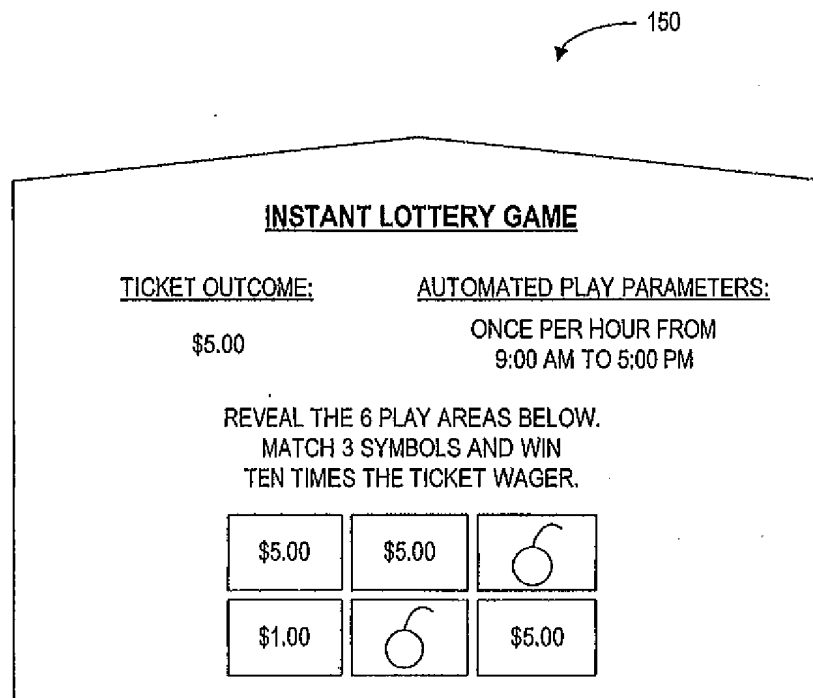 150
INSTANT LOTTERY GAME
TICKET OUTCOME:
$5.00
AUTOMATED PLAY PARAMETERS:
ONCE PER HOUR FROM
9:00 AM TO 5:00 PM
REVEAL THE 6 PLAY AREAS BELOW.
MATCH 3 SYMBOLS AND WIN
TEN TIMES THE TICKET WAGER.
$5.00 $5.00
$1.00 $5.00